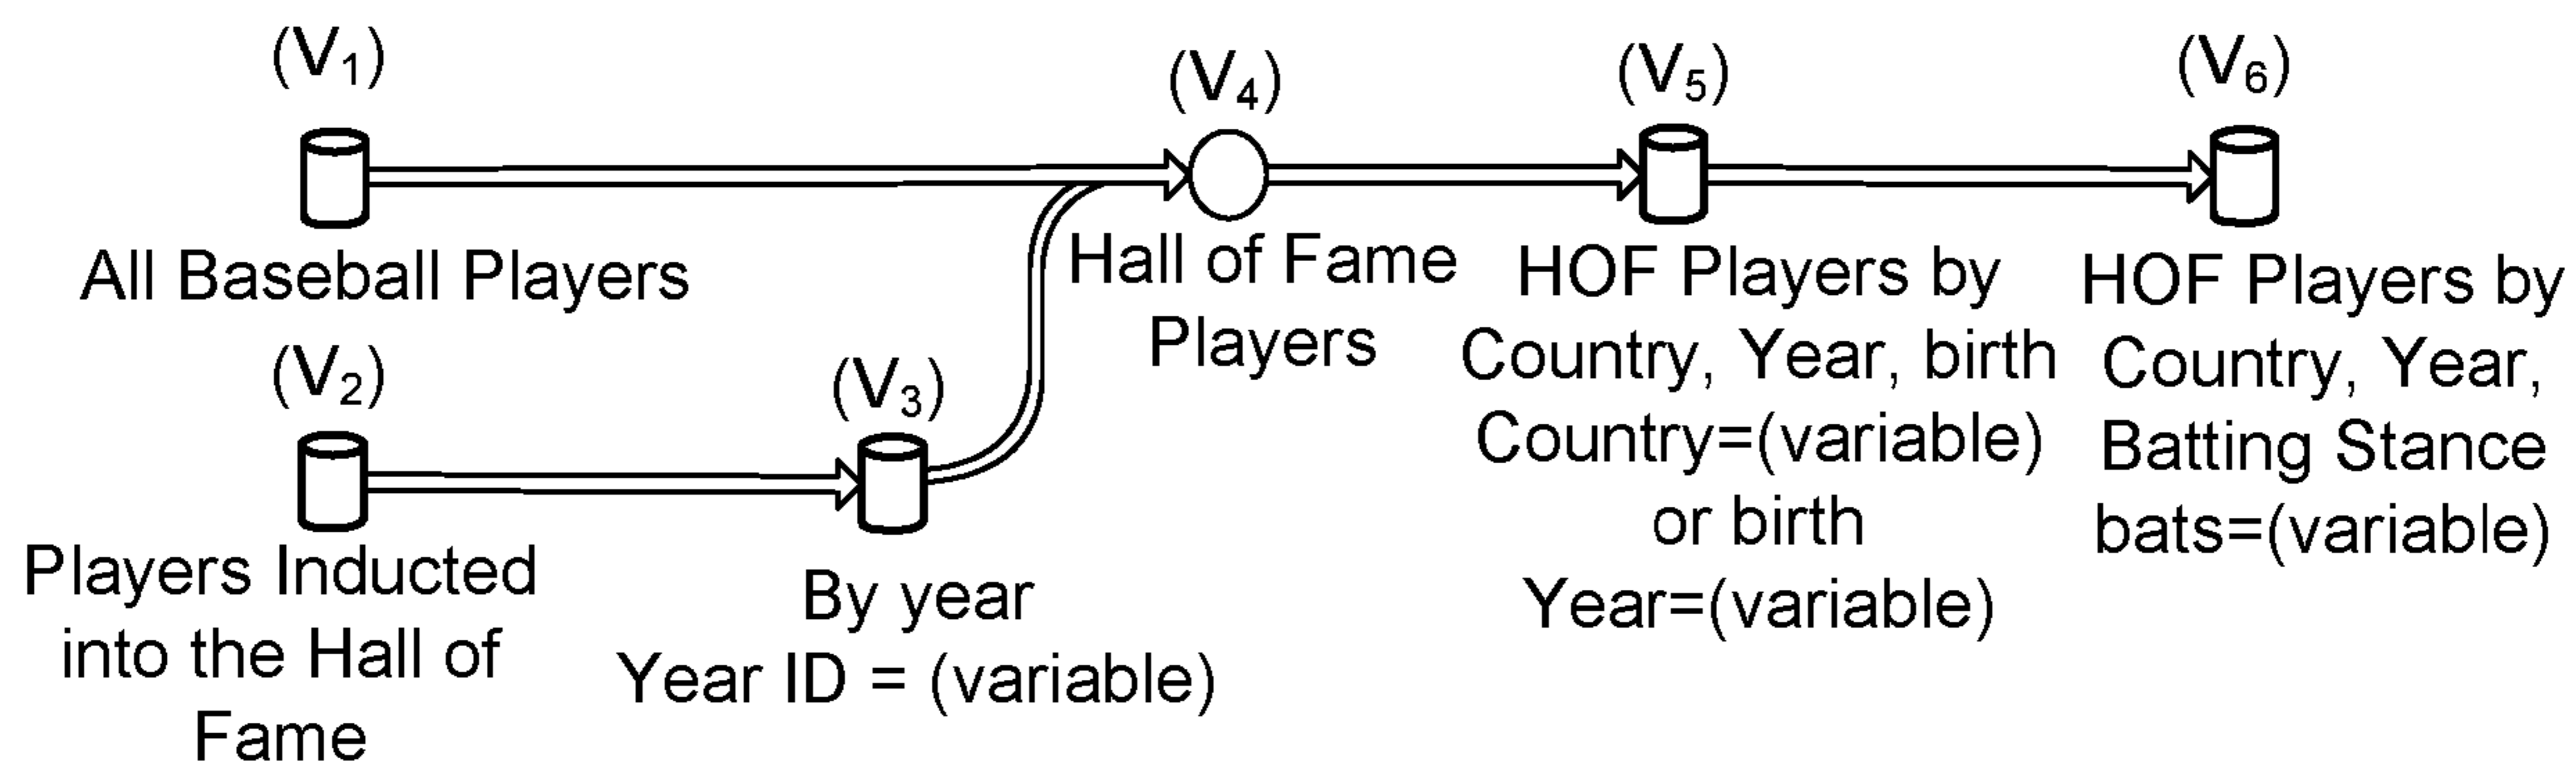 (V₁)
All Baseball Players
(V₂)
Players Inducted
into the Hall of
Fame
(V₃)
By year
Year ID = (variable)
(V₄)
Hall of Fame
Players
(V₅)
HOF Players by
Country, Year, birth
Country=(variable)
or birth
Year=(variable)
(V₆)
HOF Players by
Country, Year,
Batting Stance
bats=(variable)